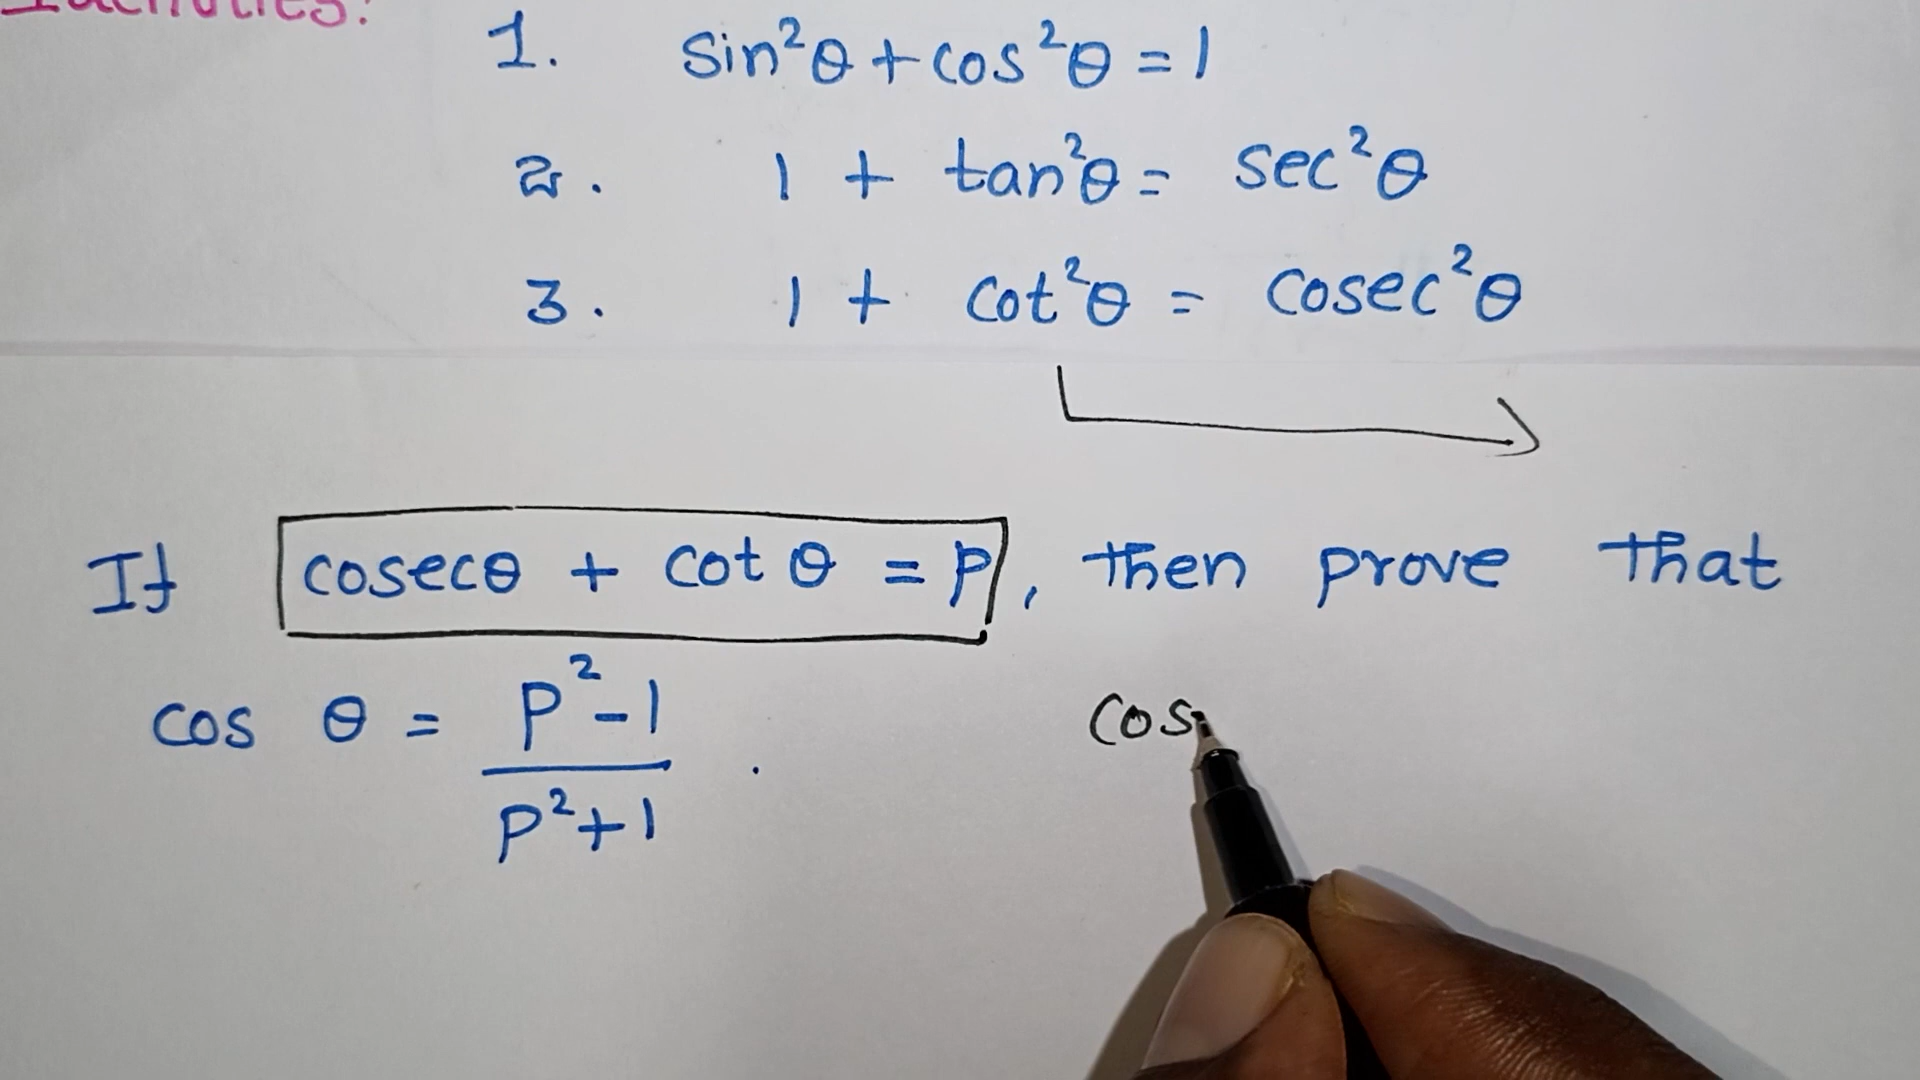 Identities:
1. sin²θ + cos²θ = 1
2. 1 + tan²θ = sec²θ
3. 1 + cot²θ = cosec²θ
If cosecθ + cot θ = P, then prove that
cos θ = (P²-1)/(P²+1).
cos